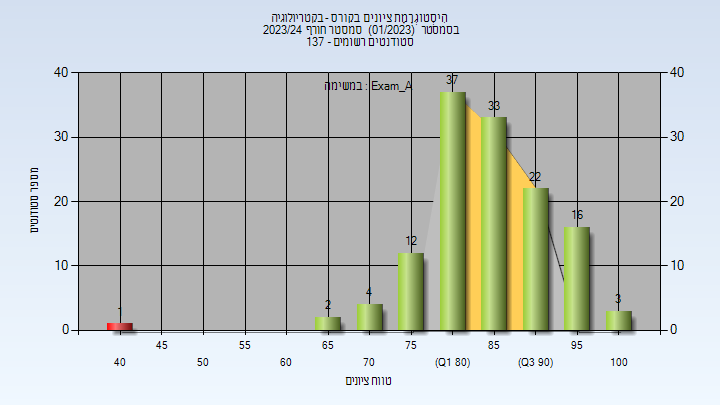 היסטוגרמת ציונים בקורס - בקטריולוגיה
בסמסטר (01/2023) סמסטר חורף 2023/24
סטודנטים רשומים - 137
במשימה : Exam_A
מספר סטודנטים
40 40
30 30
20 20
10 10
0 0
1
2
4
12
37
33
22
16
3
45 55 65 75 85 95
40 50 60 70 (Q1 80) (Q3 90) 100
טווח ציונים